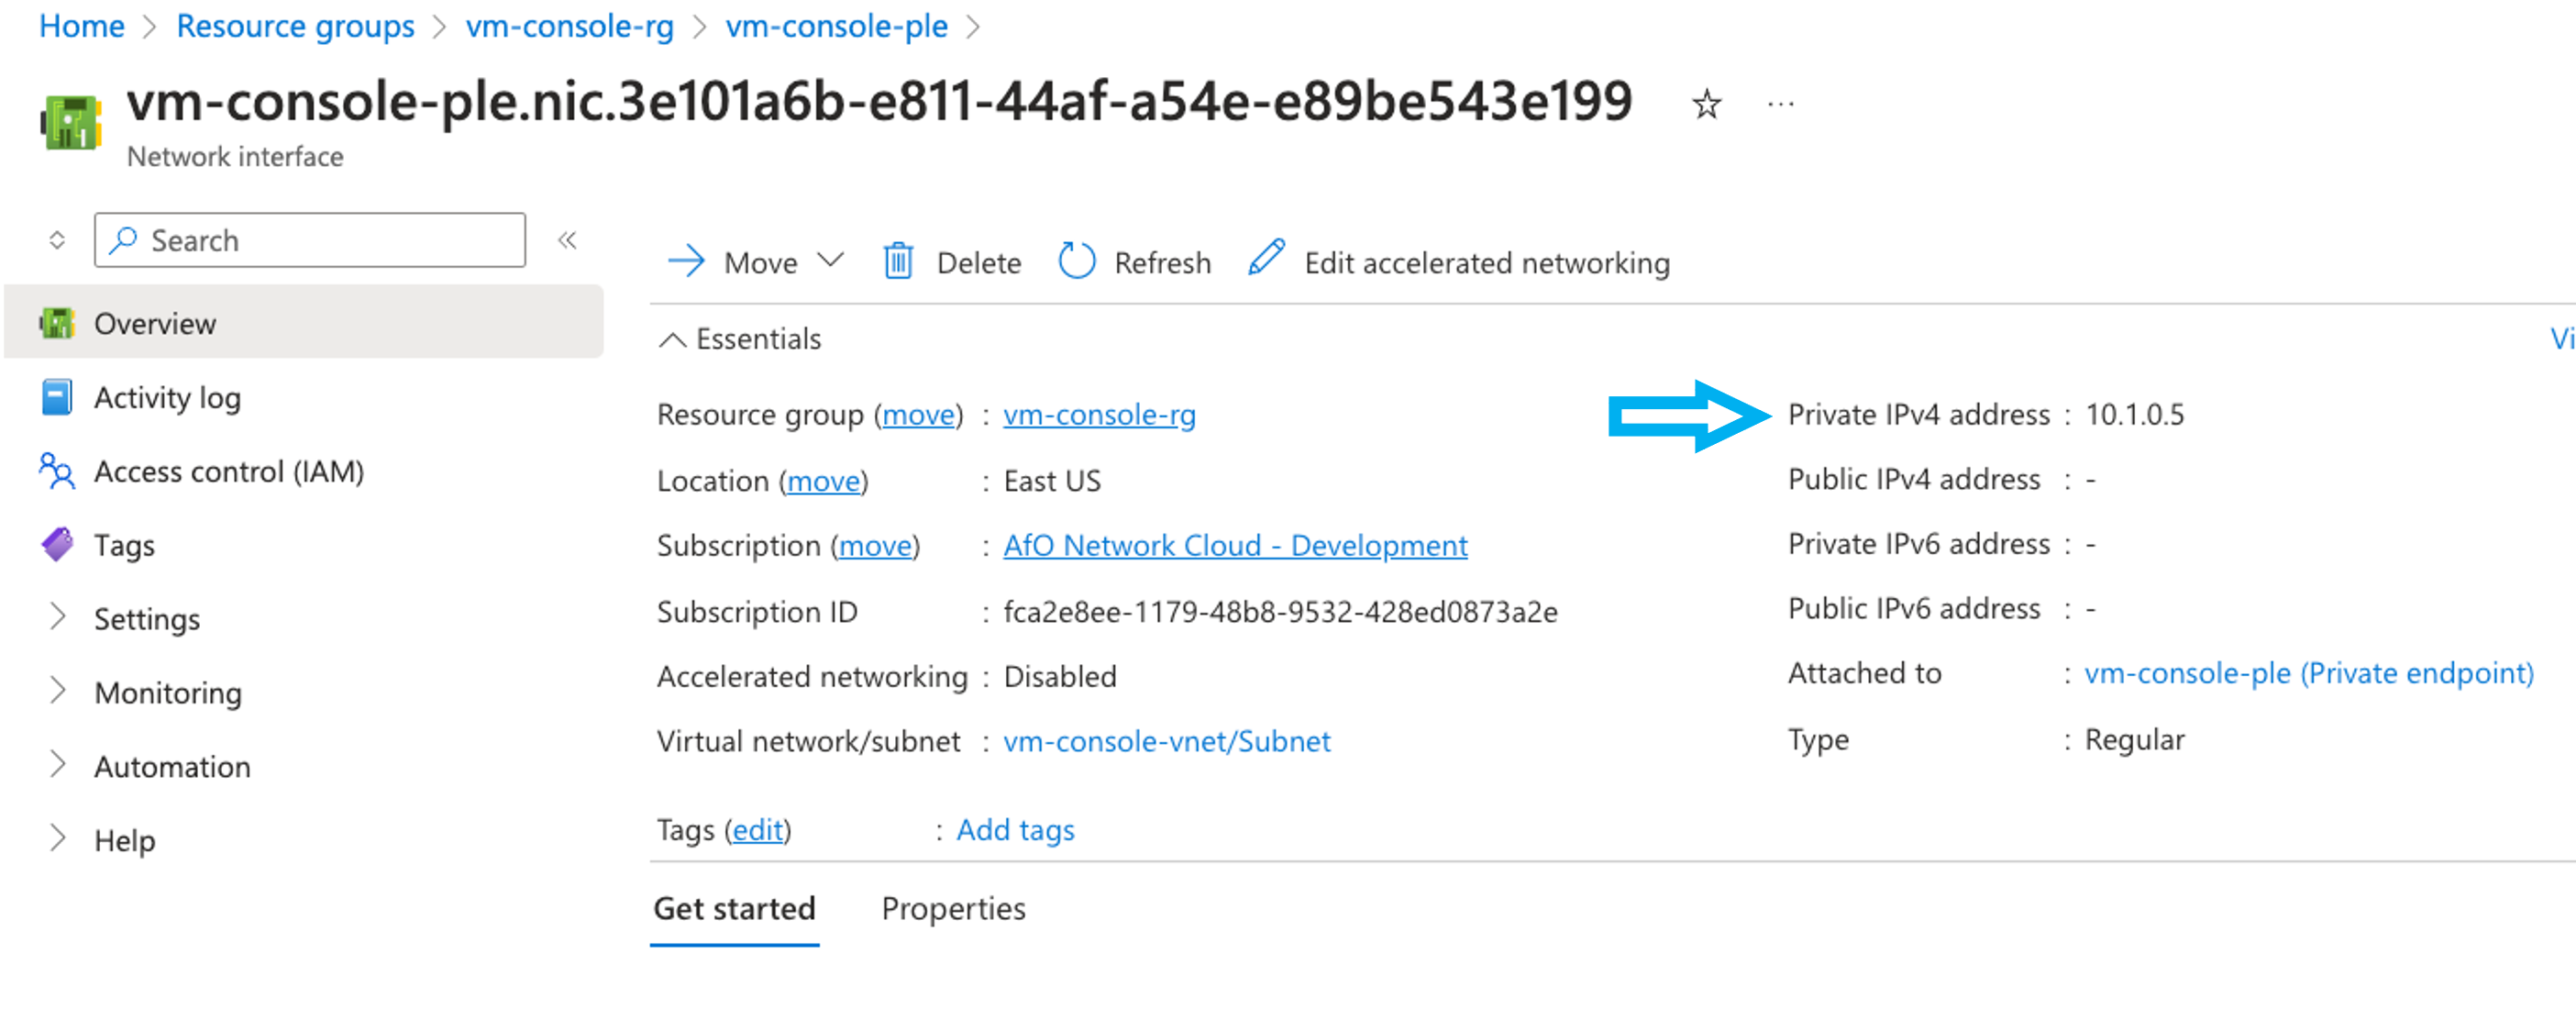 Home > Resource groups > vm-console-rg > vm-console-ple >
vm-console-ple.nic.3e101a6b-e811-44af-a54e-e89be543e199
Network interface
Search
Move
Delete
Refresh
Edit accelerated networking
Overview
Activity log
Access control (IAM)
Tags
Settings
Monitoring
Automation
Help
Essentials
Resource group (move) : vm-console-rg
Location (move) : East US
Subscription (move) : AfO Network Cloud - Development
Subscription ID : fca2e8ee-1179-48b8-9532-428ed0873a2e
Accelerated networking : Disabled
Virtual network/subnet : vm-console-vnet/Subnet
Private IPv4 address : 10.1.0.5
Public IPv4 address : -
Private IPv6 address : -
Public IPv6 address : -
Attached to : vm-console-ple (Private endpoint)
Type : Regular
Tags (edit) : Add tags
Get started
Properties